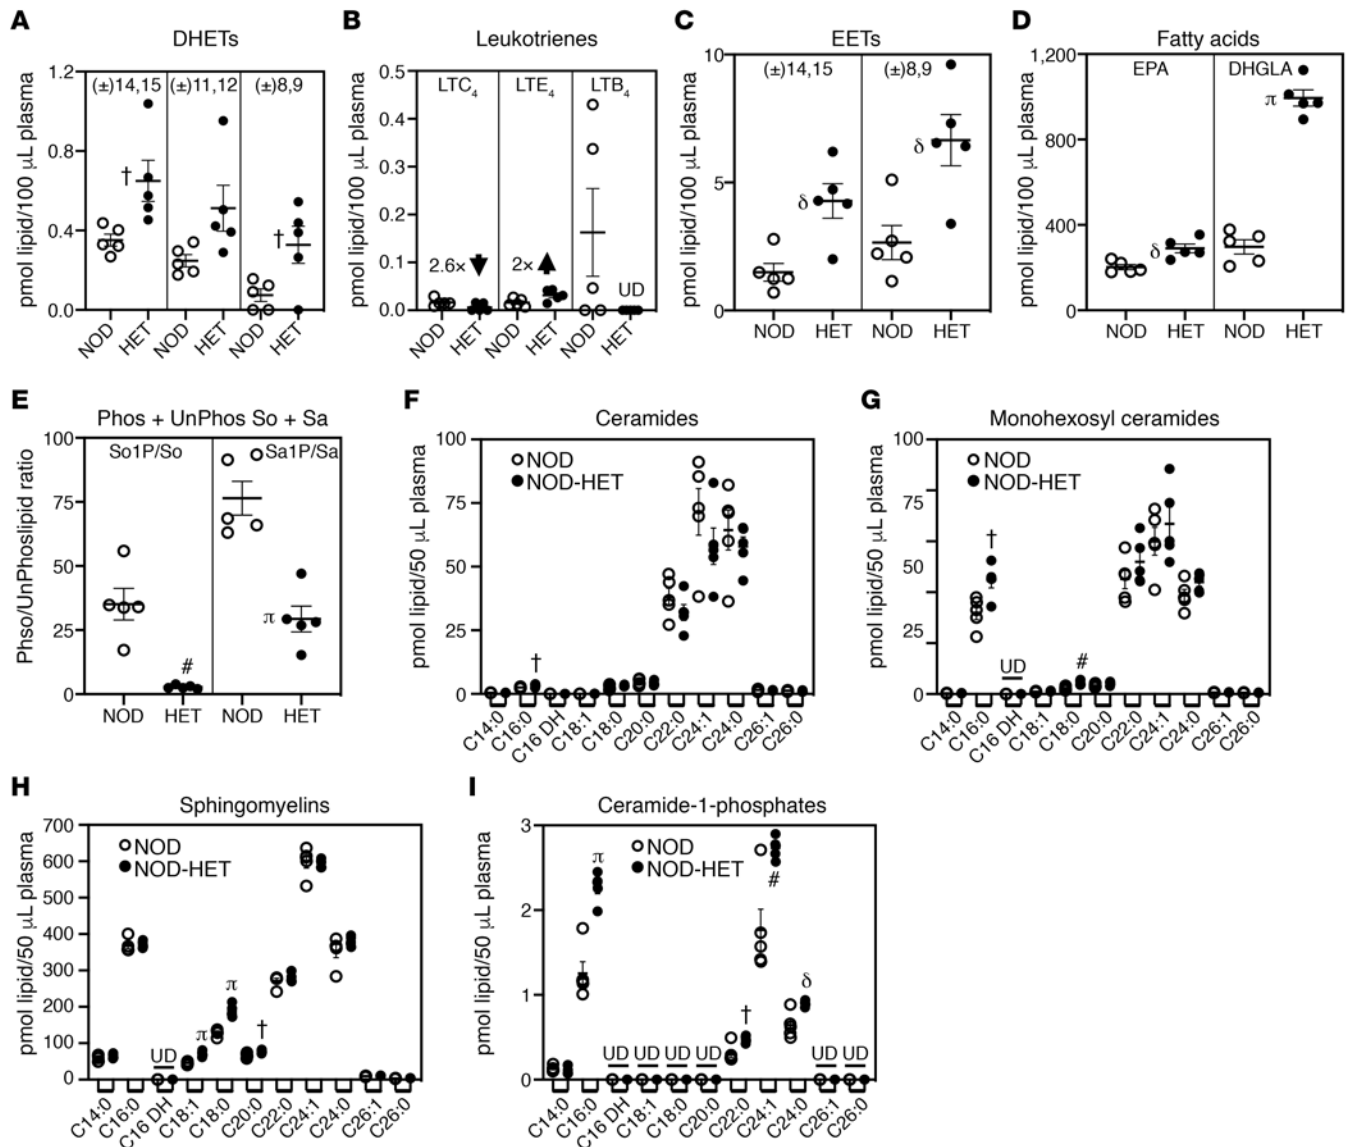 A
DHETs
pmol lipid/100 μL plasma
1.2
0.8
0.4
0.0
(±)14,15
(±)11,12
(±)8,9
†
†
NOD
HET
NOD
HET
NOD
HET
B
Leukotrienes
pmol lipid/100 μL plasma
0.5
0.4
0.3
0.2
0.1
0.0
LTC4
LTE4
LTB4
2.6×
2×
UD
NOD
HET
NOD
HET
NOD
HET
C
EETs
pmol lipid/100 μL plasma
10
5
0
(±)14,15
(±)8,9
δ
δ
NOD
HET
NOD
HET
D
Fatty acids
pmol lipid/100 μL plasma
1,200
800
400
0
EPA
DHGLA
δ
π
NOD
HET
NOD
HET
E
Phos + UnPhos So + Sa
Phso/UnPhoslipid ratio
100
75
50
25
0
So1P/So
Sa1P/Sa
#
π
NOD
HET
NOD
HET
F
Ceramides
pmol lipid/50 μL plasma
100
75
50
25
0
NOD
NOD-HET
†
C14:0
C16:0
C16 DH
C18:1
C18:0
C20:0
C22:0
C24:1
C24:0
C26:1
C26:0
G
Monohexosyl ceramides
pmol lipid/50 μL plasma
100
75
50
25
0
NOD
NOD-HET
†
UD
#
C14:0
C16:0
C16 DH
C18:1
C18:0
C20:0
C22:0
C24:1
C24:0
C26:1
C26:0
H
Sphingomyelins
pmol lipid/50 μL plasma
700
600
500
400
300
200
100
0
NOD
NOD-HET
UD
π
π
†
C14:0
C16:0
C16 DH
C18:1
C18:0
C20:0
C22:0
C24:1
C24:0
C26:1
C26:0
I
Ceramide-1-phosphates
pmol lipid/50 μL plasma
3
2
1
0
NOD
NOD-HET
π
UD
UD
UD
UD
†
#
δ
UD
UD
C14:0
C16:0
C16 DH
C18:1
C18:0
C20:0
C22:0
C24:1
C24:0
C26:1
C26:0